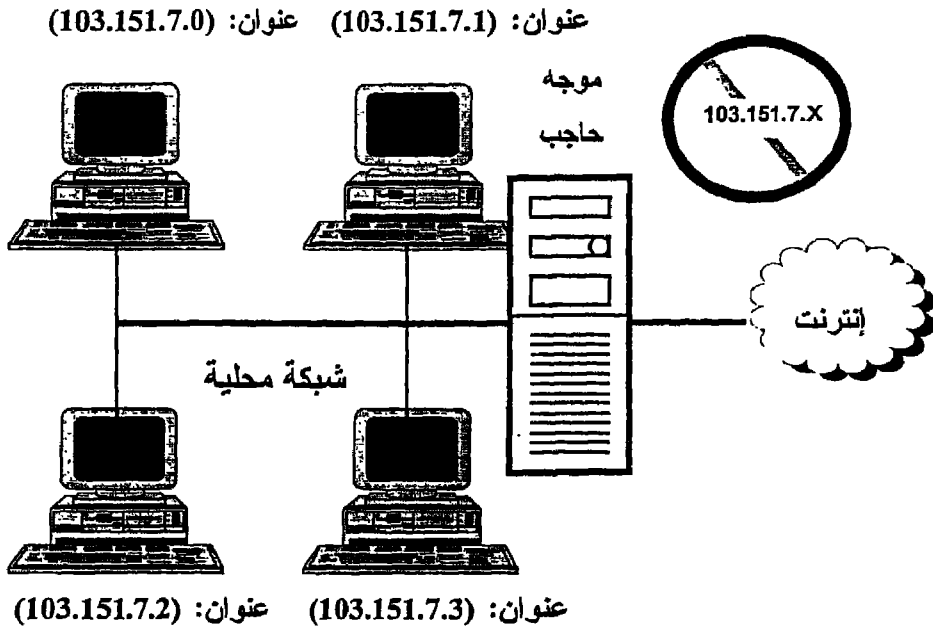 عنوان: (103.151.7.1) عنوان: (103.151.7.0)
موجه
حاجب
103.151.7.X
إنترنت
شبكة محلية
عنوان: (103.151.7.3) عنوان: (103.151.7.2)